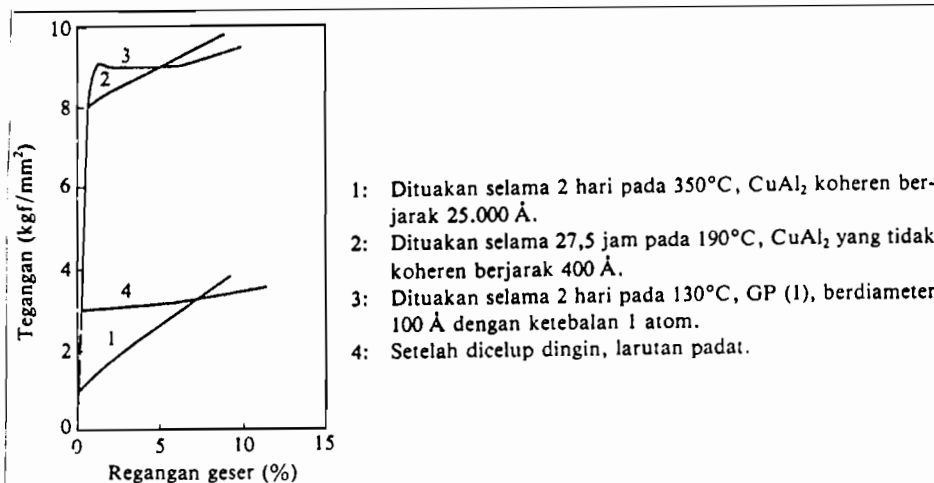 10
8
6
4
2
0
0 5 10 15
Tegangan (kgf/mm²)
Regangan geser (%)
3
2
4
1
1: Dituakan selama 2 hari pada 350°C, CuAl₂ koheren ber-
jarak 25.000 Å.
2: Dituakan selama 27,5 jam pada 190°C, CuAl₂ yang tidak
koheren berjarak 400 Å.
3: Dituakan selama 2 hari pada 130°C, GP (1), berdiameter
100 Å dengan ketebalan 1 atom.
4: Setelah dicelup dingin, larutan padat.